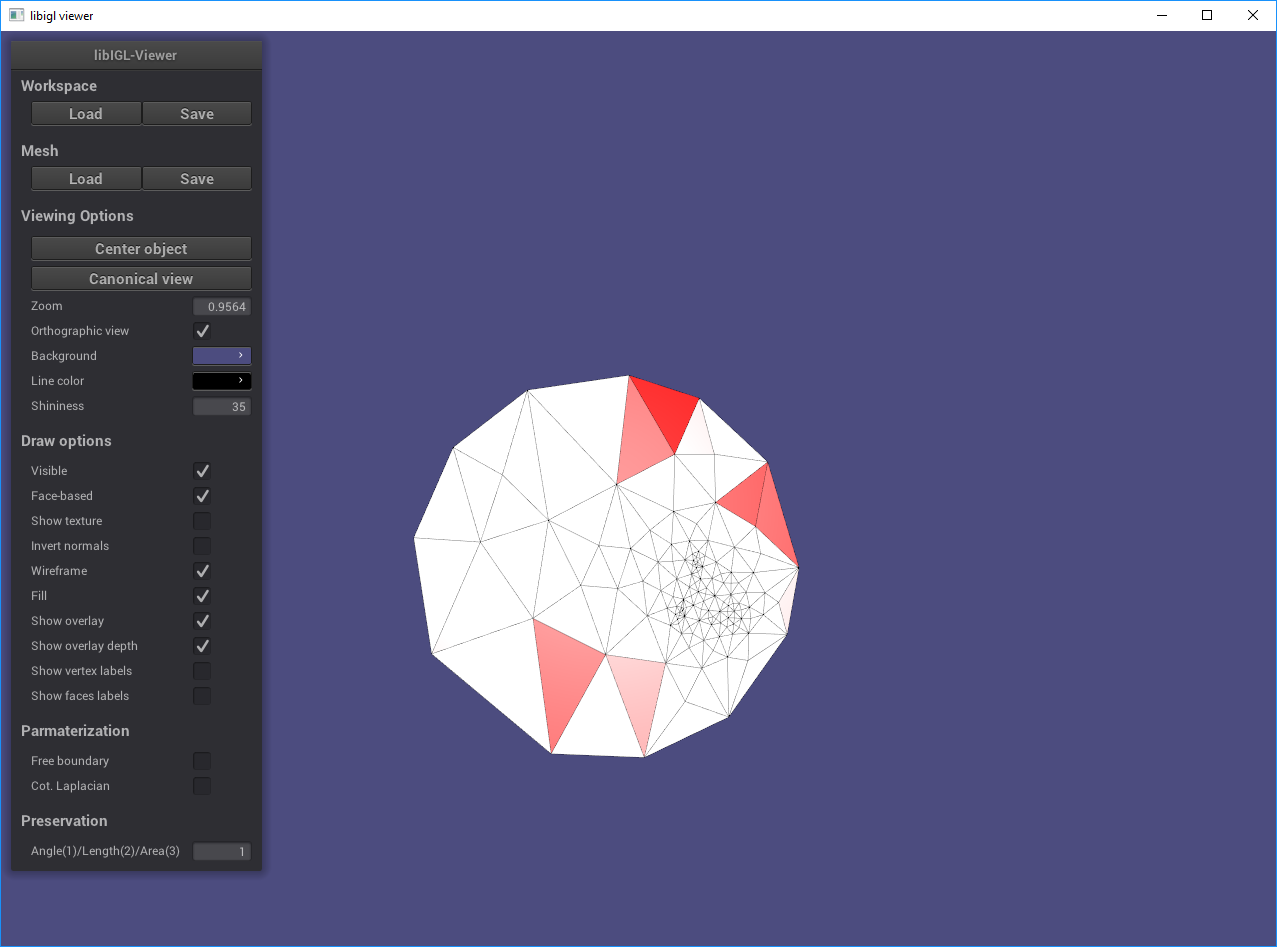 libigl viewer
libIGL-Viewer
Workspace
Load Save
Mesh
Load Save
Viewing Options
Center object
Canonical view
Zoom 0.9564
Orthographic view
Background
Line color
Shininess 35
Draw options
Visible
Face-based
Show texture
Invert normals
Wireframe
Fill
Show overlay
Show overlay depth
Show vertex labels
Show faces labels
Parmaterization
Free boundary
Cot. Laplacian
Preservation
Angle(1)/Length(2)/Area(3) 1